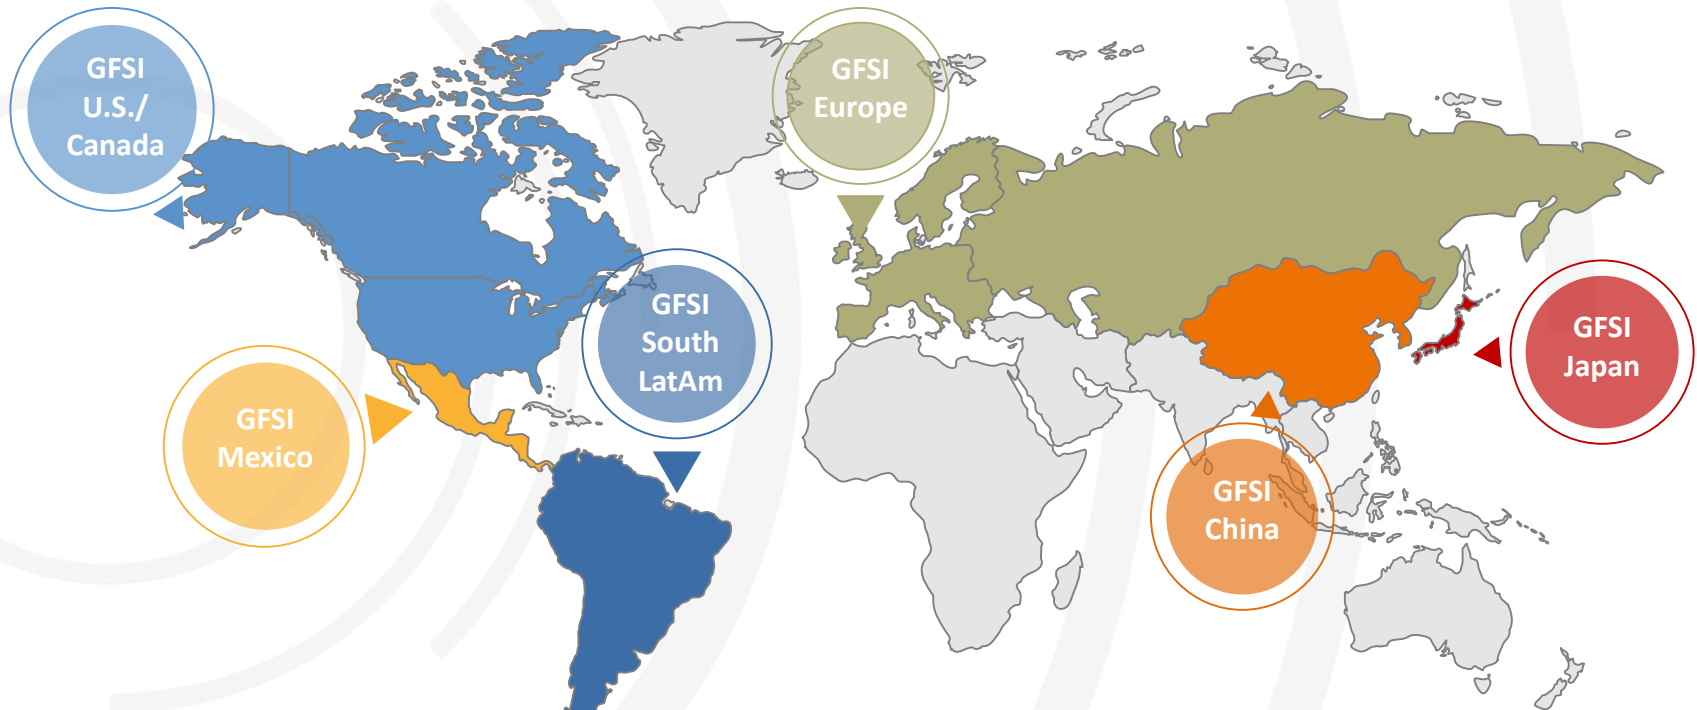 GFSI
U.S./
Canada
GFSI
Europe
GFSI
South
LatAm
GFSI
Japan
GFSI
Mexico
GFSI
China